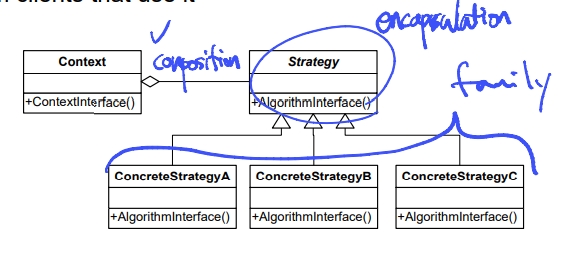 n clients that use it
encapsulation
✓
composition
family
Context
+ContextInterface()
Strategy
+AlgorithmInterface()
ConcreteStrategyA
+AlgorithmInterface()
ConcreteStrategyB
+AlgorithmInterface()
ConcreteStrategyC
+AlgorithmInterface()